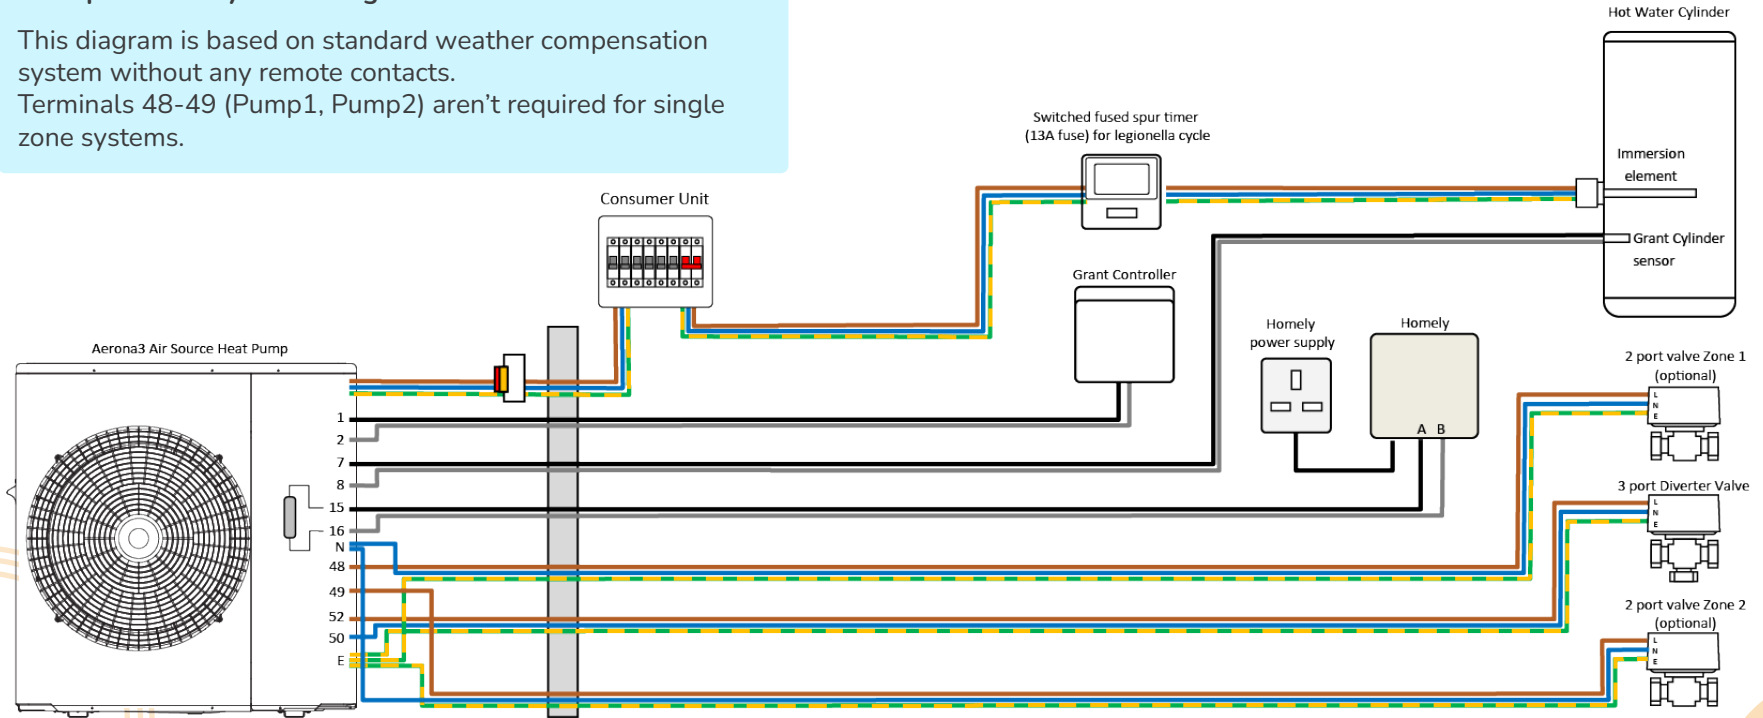 This diagram is based on standard weather compensation
system without any remote contacts.
Terminals 48-49 (Pump1, Pump2) aren't required for single
zone systems.
Hot Water Cylinder
Switched fused spur timer
(13A fuse) for legionella cycle
Immersion
element
Consumer Unit
Grant Cylinder
sensor
Grant Controller
Homely
power supply
Homely
A B
Aerona3 Air Source Heat Pump
2 port valve Zone 1
(optional)
L
N
E
1
2
7
8
15
16
N
48
49
52
50
E
3 port Diverter Valve
L
N
E
2 port valve Zone 2
(optional)
L
N
E